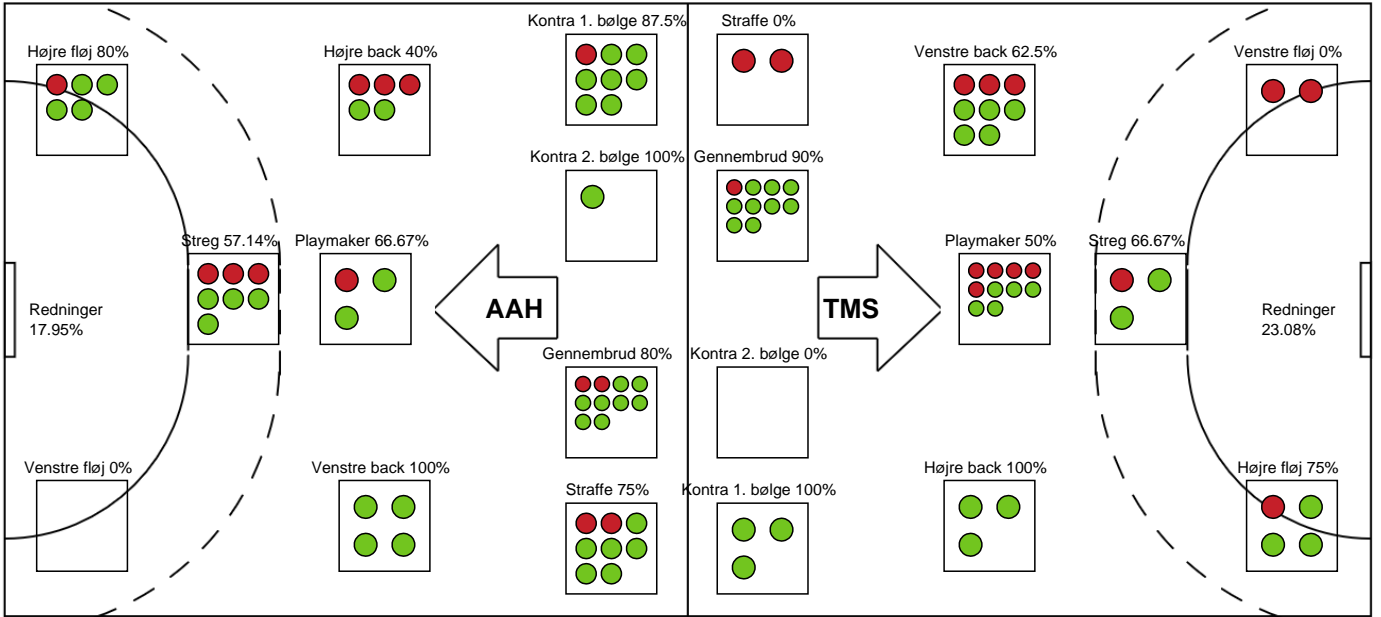 Kontra 1. bølge 87.5%
Straffe 0%
Højre fløj 80%
Højre back 40%
Venstre back 62.5%
Venstre fløj 0%
Kontra 2. bølge 100%
Gennembrud 90%
Streg 57.14%
Playmaker 66.67%
Playmaker 50%
Streg 66.67%
Redninger
17.95%
AAH
TMS
Redninger
23.08%
Gennembrud 80%
Kontra 2. bølge 0%
Venstre fløj 0%
Venstre back 100%
Straffe 75%
Kontra 1. bølge 100%
Højre back 100%
Højre fløj 75%